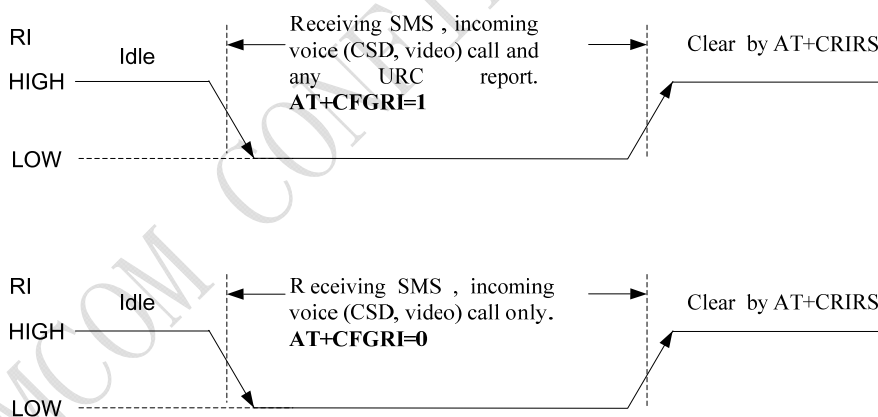 RI
Idle
HIGH
LOW
Receiving SMS , incoming
voice (CSD, video) call and
any URC report.
AT+CFGRI=1
Clear by AT+CRIRS
RI
Idle
HIGH
LOW
R eceiving SMS , incoming
voice (CSD, video) call only.
AT+CFGRI=0
Clear by AT+CRIRS